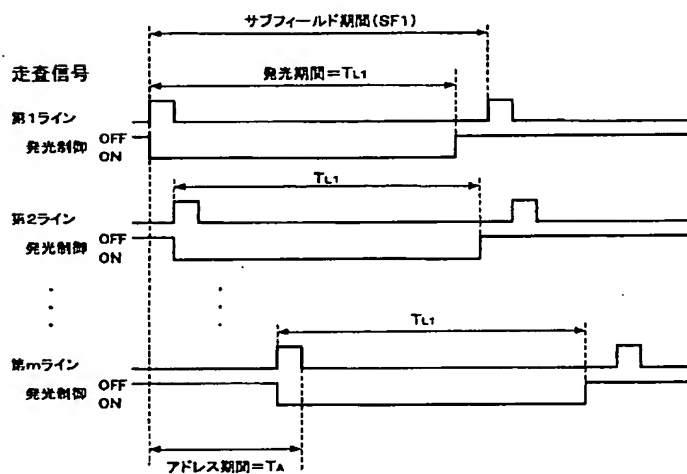 サブフィールド期間(SF1)
走査信号
発光期間=TL1
第1ライン
発光制御 OFF
ON
TL1
第2ライン
発光制御 OFF
ON
TL1
第mライン
発光制御 OFF
ON
アドレス期間=TA